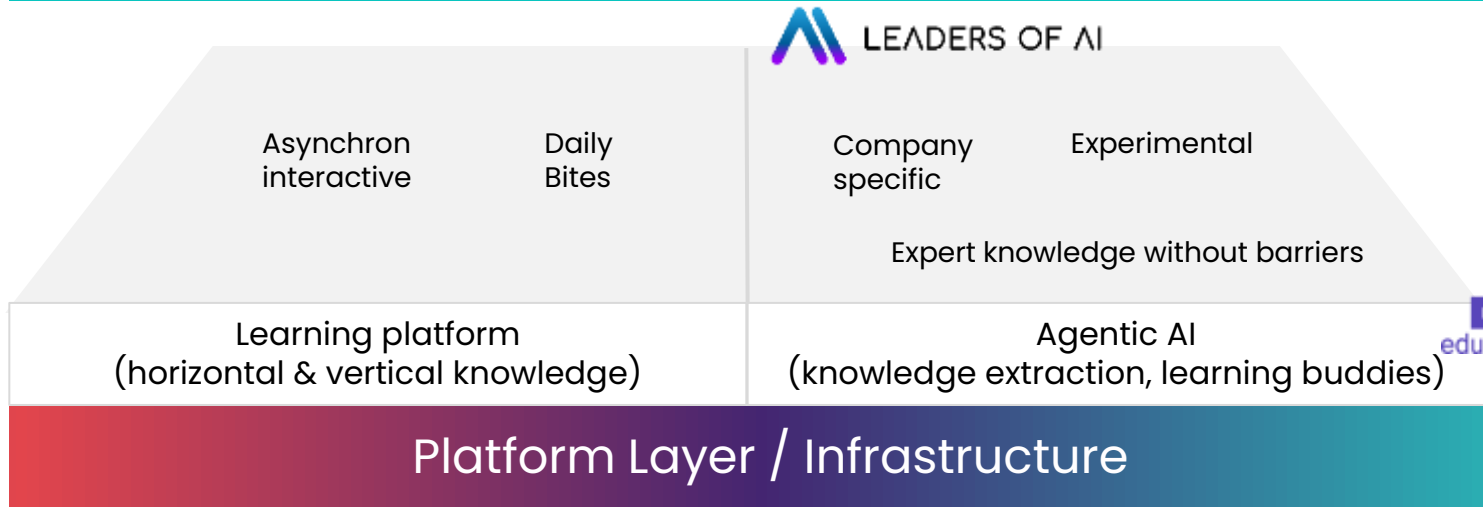 LEADERS OF AI
Asynchron
interactive
Daily
Bites
Company
specific
Experimental
Expert knowledge without barriers
Learning platform
(horizontal & vertical knowledge)
Agentic AI
(knowledge extraction, learning buddies)
edu
Platform Layer / Infrastructure